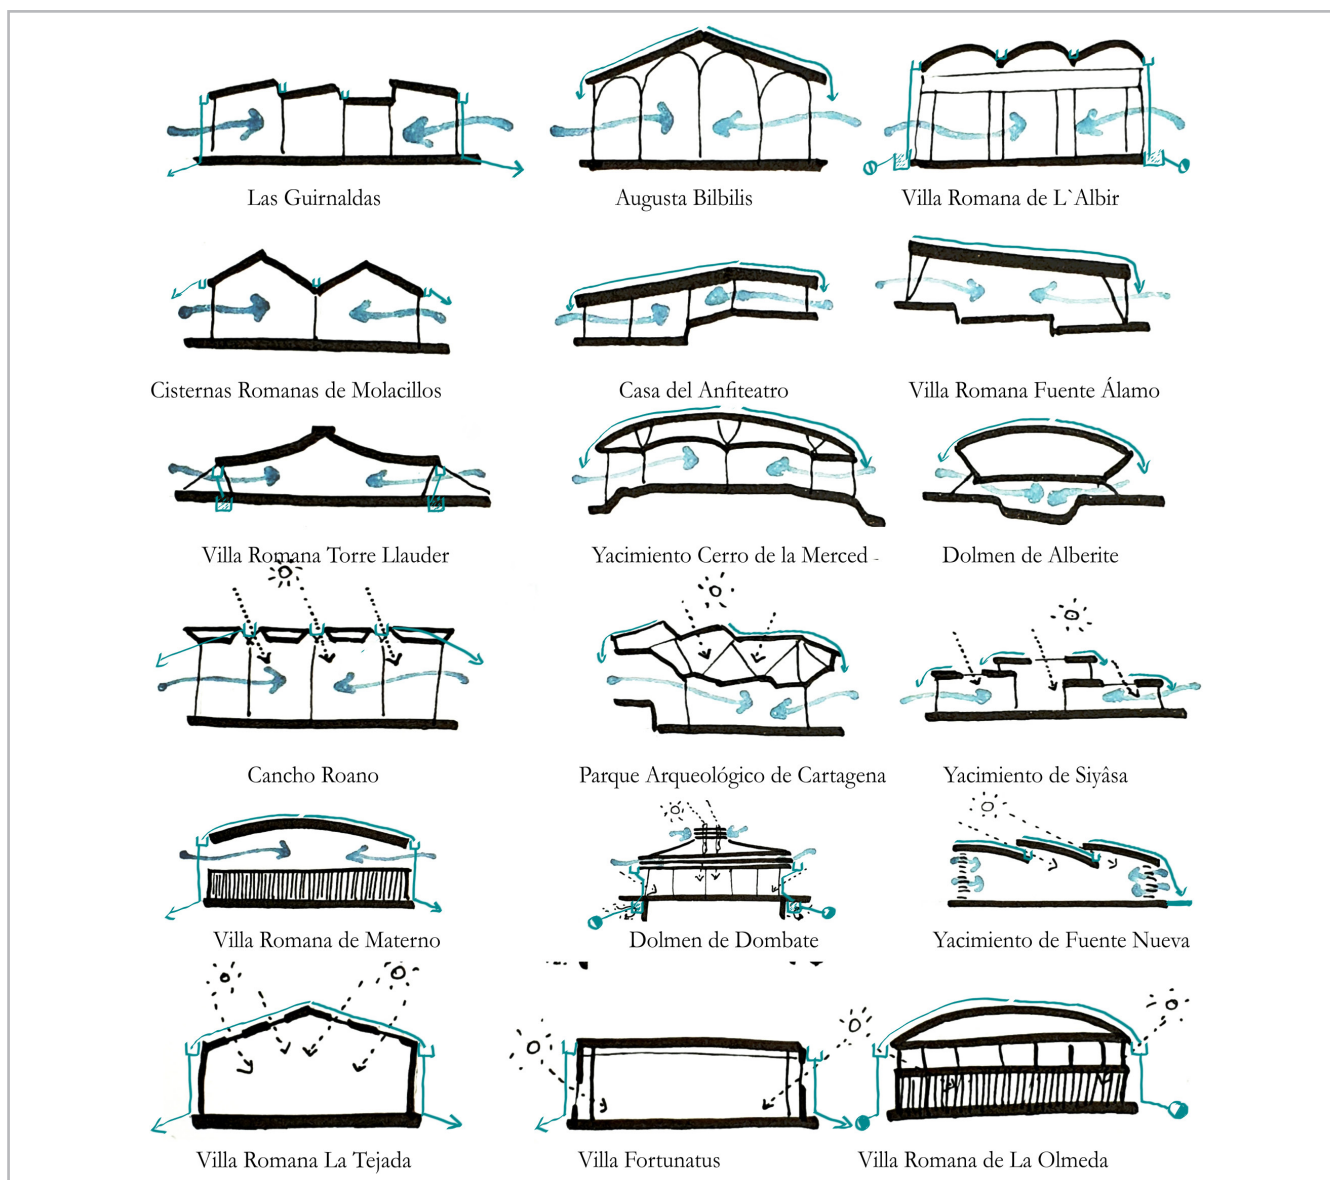 Las Guirnaldas
Augusta Bilbilis
Villa Romana de L`Albir
Cisternas Romanas de Molacillos
Casa del Anfiteatro
Villa Romana Fuente Álamo
Villa Romana Torre Llauder
Yacimiento Cerro de la Merced -
Dolmen de Alberite
Cancho Roano
Parque Arqueológico de Cartagena
Yacimiento de Siyâsa
Villa Romana de Materno
Dolmen de Dombate
Yacimiento de Fuente Nueva
Villa Romana La Tejada
Villa Fortunatus
Villa Romana de La Olmeda